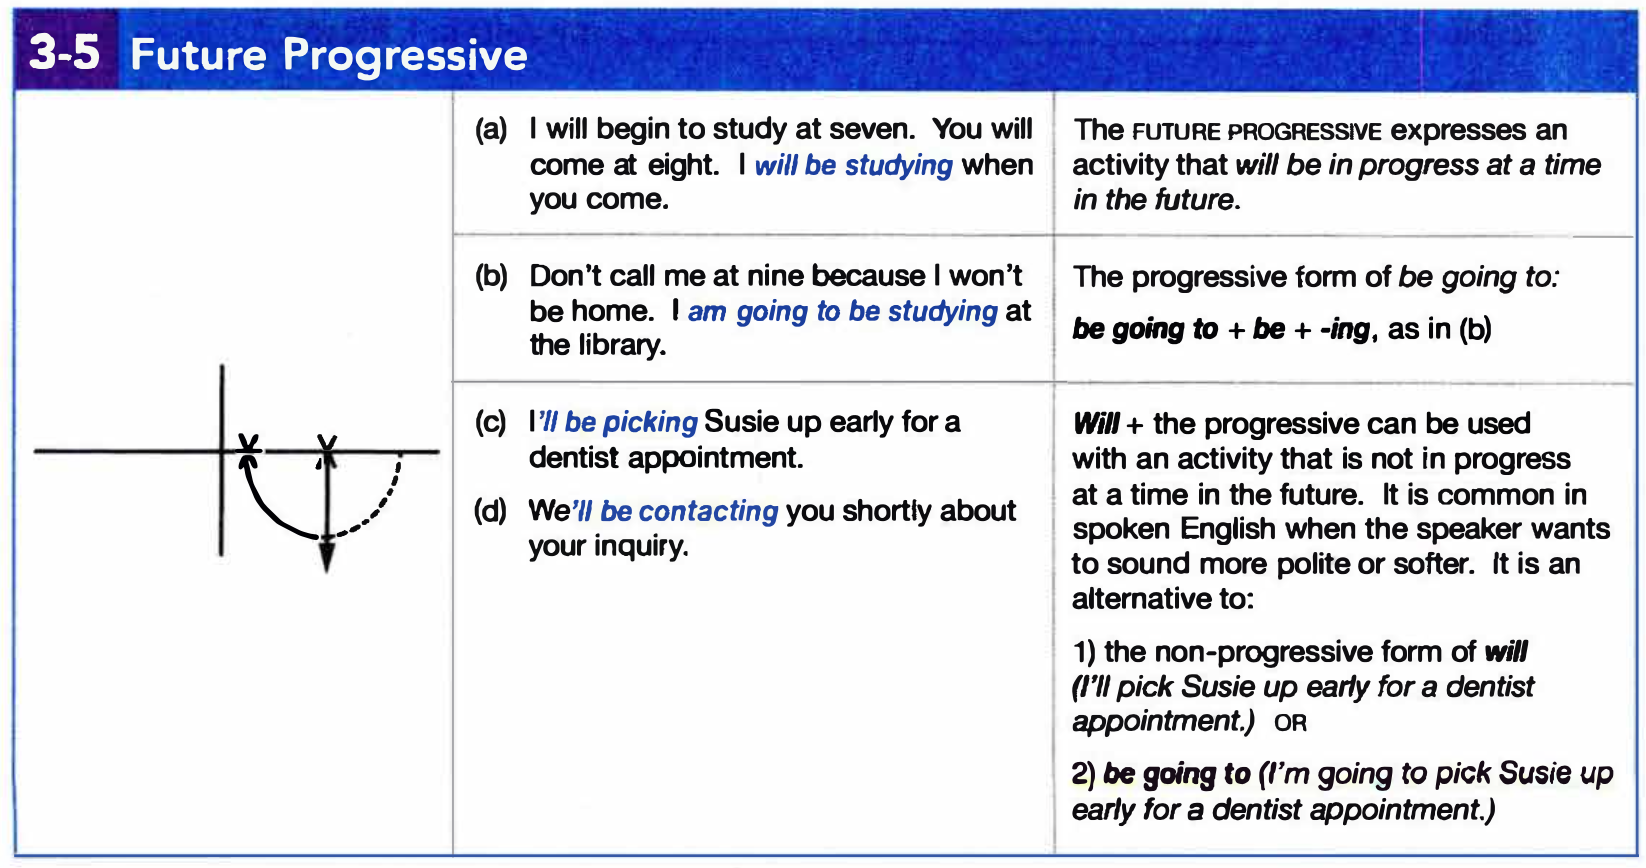 3-5 Future Progressive
(a) I will begin to study at seven. You will
come at eight. I will be studying when
you come.
The FUTURE PROGRESSIVE expresses an
activity that will be in progress at a time
in the future.
(b) Don't call me at nine because I won't
be home. I am going to be studying at
the library.
The progressive form of be going to:
be going to + be + -ing, as in (b)
(c) I'll be picking Susie up early for a
dentist appointment.
(d) We'll be contacting you shortly about
your inquiry.
Will + the progressive can be used
with an activity that is not in progress
at a time in the future. It is common in
spoken English when the speaker wants
to sound more polite or softer. It is an
alternative to:
1) the non-progressive form of will
(I'll pick Susie up early for a dentist
appointment.) OR
2) be going to (I'm going to pick Susie up
early for a dentist appointment.)